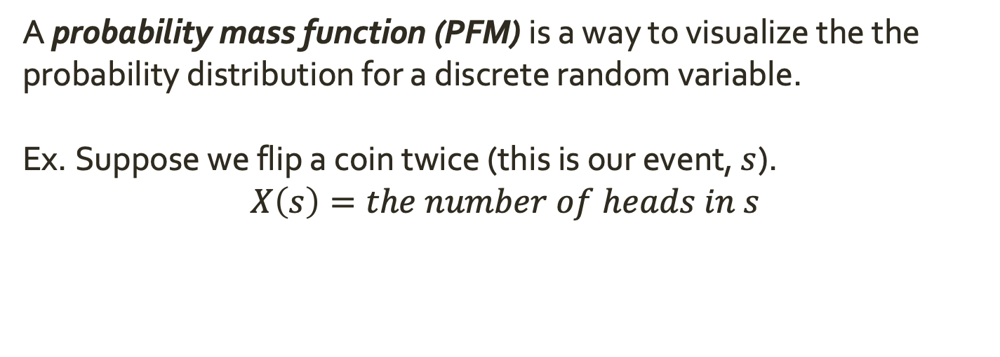 A probability mass function (PFM) is a way to visualize the the
probability distribution for a discrete random variable.
Ex. Suppose we flip a coin twice (this is our event, s).
X(s) = the number of heads in s